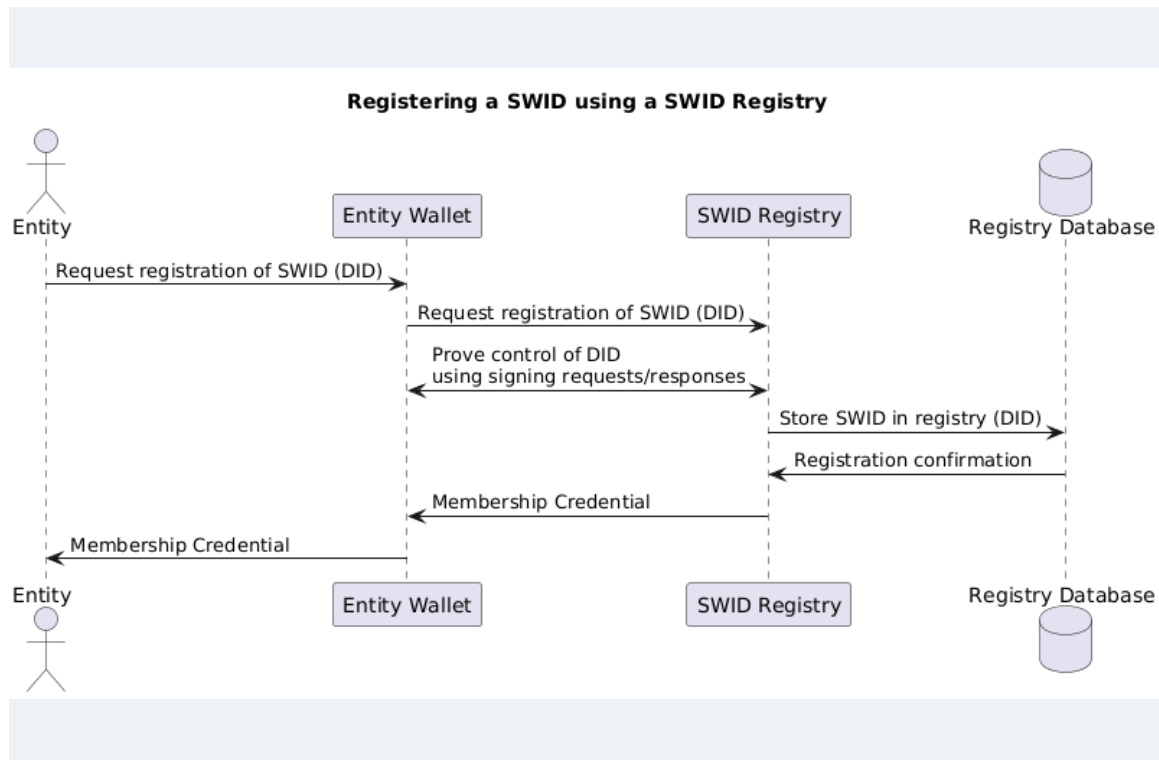 Registering a SWID using a SWID Registry
Entity
Entity Wallet
SWID Registry
Registry Database
Request registration of SWID (DID)
Request registration of SWID (DID)
Prove control of DID
using signing requests/responses
Store SWID in registry (DID)
Registration confirmation
Membership Credential
Membership Credential
Entity
Entity Wallet
SWID Registry
Registry Database